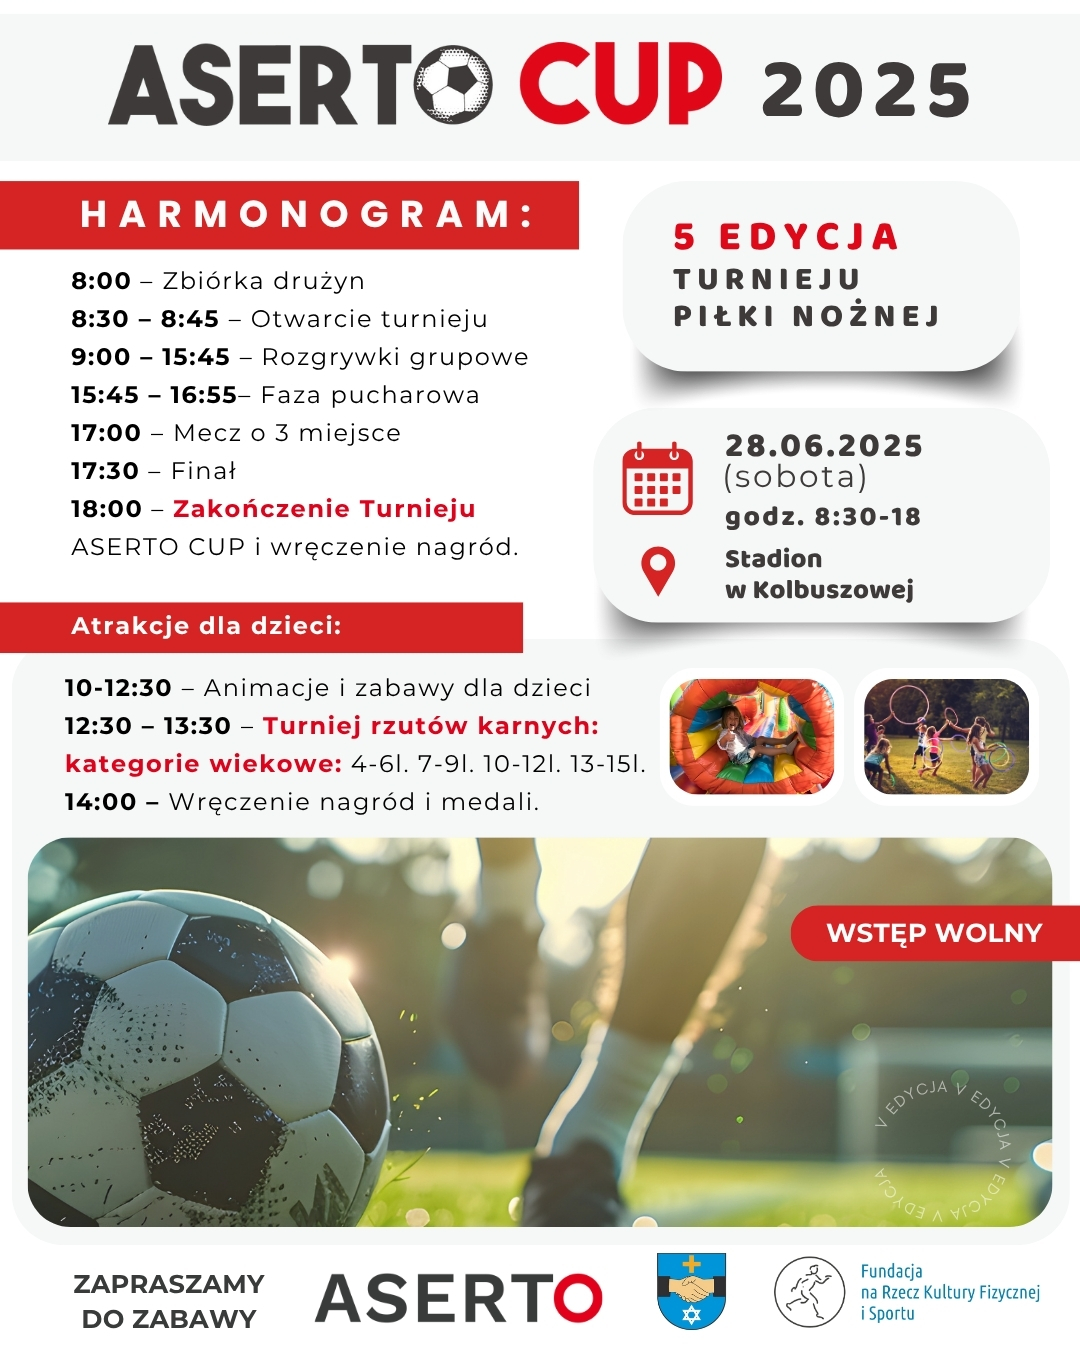 ASERTO CUP 2025
HARMONOGRAM:
8:00 – Zbiórka drużyn
8:30 – 8:45 – Otwarcie turnieju
9:00 – 15:45 – Rozgrywki grupowe
15:45 – 16:55– Faza pucharowa
17:00 – Mecz o 3 miejsce
17:30 – Finał
18:00 – Zakończenie Turnieju
ASERTO CUP i wręczenie nagród.
5 EDYCJA
TURNIEJU
PIŁKI NOŻNEJ
28.06.2025
(sobota)
godz. 8:30-18
Stadion
w Kolbuszowej
Atrakcje dla dzieci:
10-12:30 – Animacje i zabawy dla dzieci
12:30 – 13:30 – Turniej rzutów karnych:
kategorie wiekowe: 4-6l. 7-9l. 10-12l. 13-15l.
14:00 – Wręczenie nagród i medali.
WSTĘP WOLNY
V EDYCJA V EDYCJA V EDYCJA V EDYCJA
ZAPRASZAMY
DO ZABAWY
ASERTO
Fundacja
na Rzecz Kultury Fizycznej
i Sportu